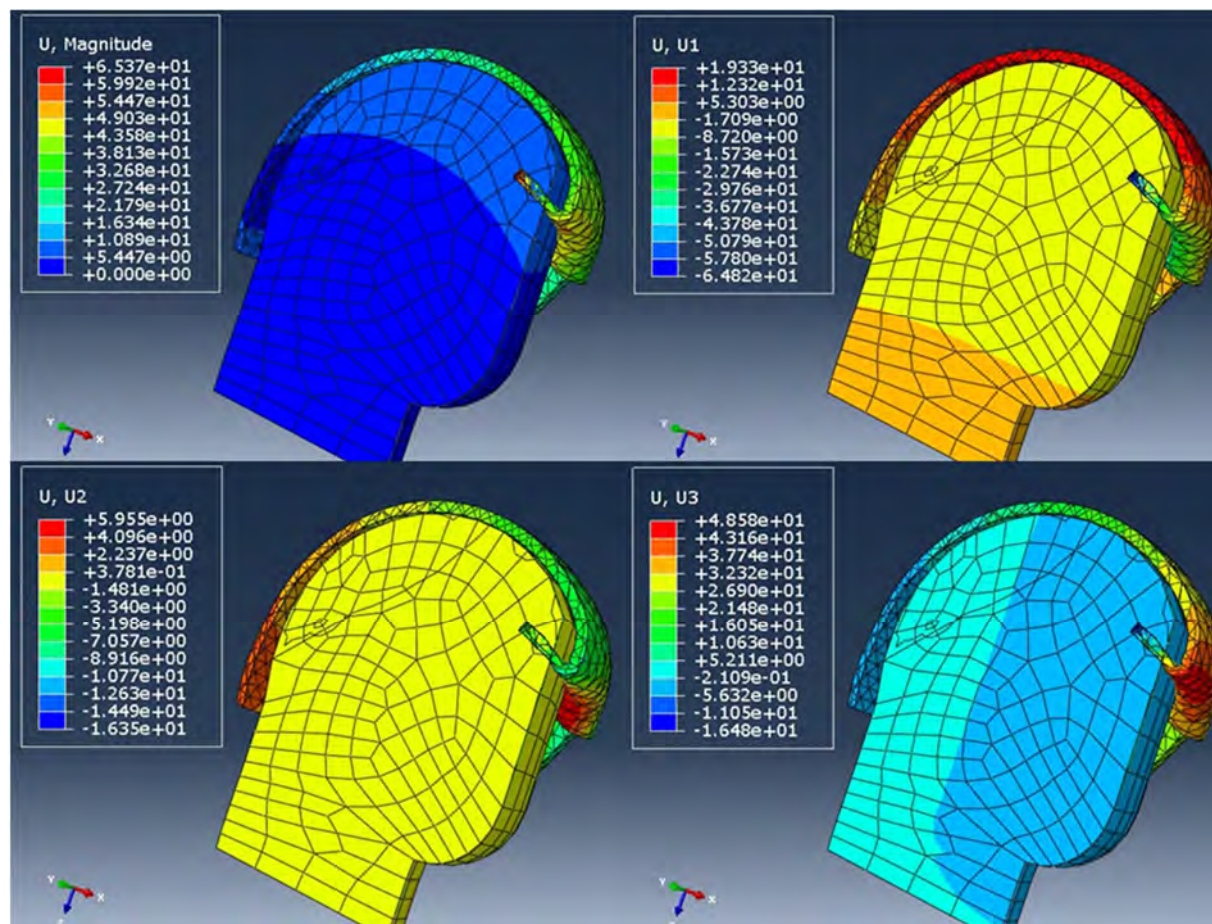 U, Magnitude
+6.537e+01
+5.992e+01
+5.447e+01
+4.903e+01
+4.358e+01
+3.813e+01
+3.268e+01
+2.724e+01
+2.179e+01
+1.634e+01
+1.089e+01
+5.447e+00
+0.000e+00
Y
X
U, U1
+1.933e+01
+1.232e+01
+5.303e+00
-1.709e+00
-8.720e+00
-1.573e+01
-2.274e+01
-2.976e+01
-3.677e+01
-4.378e+01
-5.079e+01
-5.780e+01
-6.482e+01
Y
X
U, U2
+5.955e+00
+4.096e+00
+2.237e+00
+3.781e-01
-1.481e+00
-3.340e+00
-5.198e+00
-7.057e+00
-8.916e+00
-1.077e+01
-1.263e+01
-1.449e+01
-1.635e+01
Y
X
U, U3
+4.858e+01
+4.316e+01
+3.774e+01
+3.232e+01
+2.690e+01
+2.148e+01
+1.605e+01
+1.063e+01
+5.211e+00
-2.109e-01
-5.632e+00
-1.105e+01
-1.648e+01
Y
X